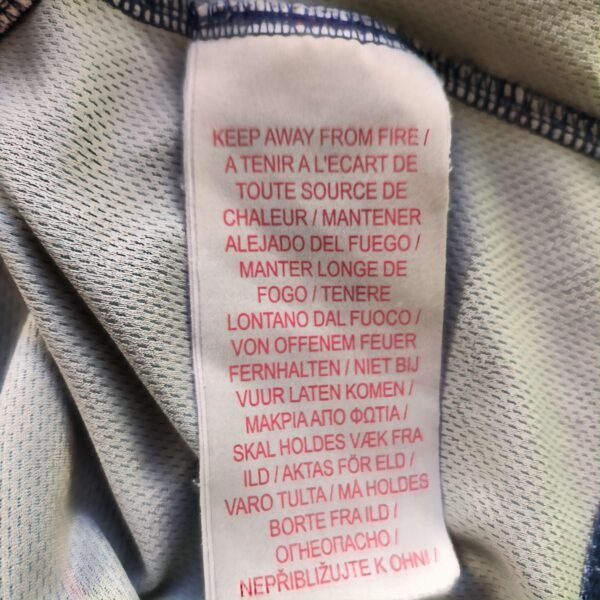 KEEP AWAY FROM FIRE /
A TENIR A L'ECART DE
TOUTE SOURCE DE
CHALEUR / MANTENER
ALEJADO DEL FUEGO /
MANTER LONGE DE
FOGO / TENERE
LONTANO DAL FUOCO /
VON OFFENEM FEUER
FERNHALTEN / NIET BIJ
VUUR LATEN KOMEN /
ΜΑΚΡΙΑ ΑΠΟ ΦΩΤΙΑ /
SKAL HOLDES VÆK FRA
ILD / AKTAS FÖR ELD /
VARO TULTA / MÅ HOLDES
BORTE FRA ILD /
ОГНЕОПАСНО /
NEPŘIBLIŽUJTE K OHNI /